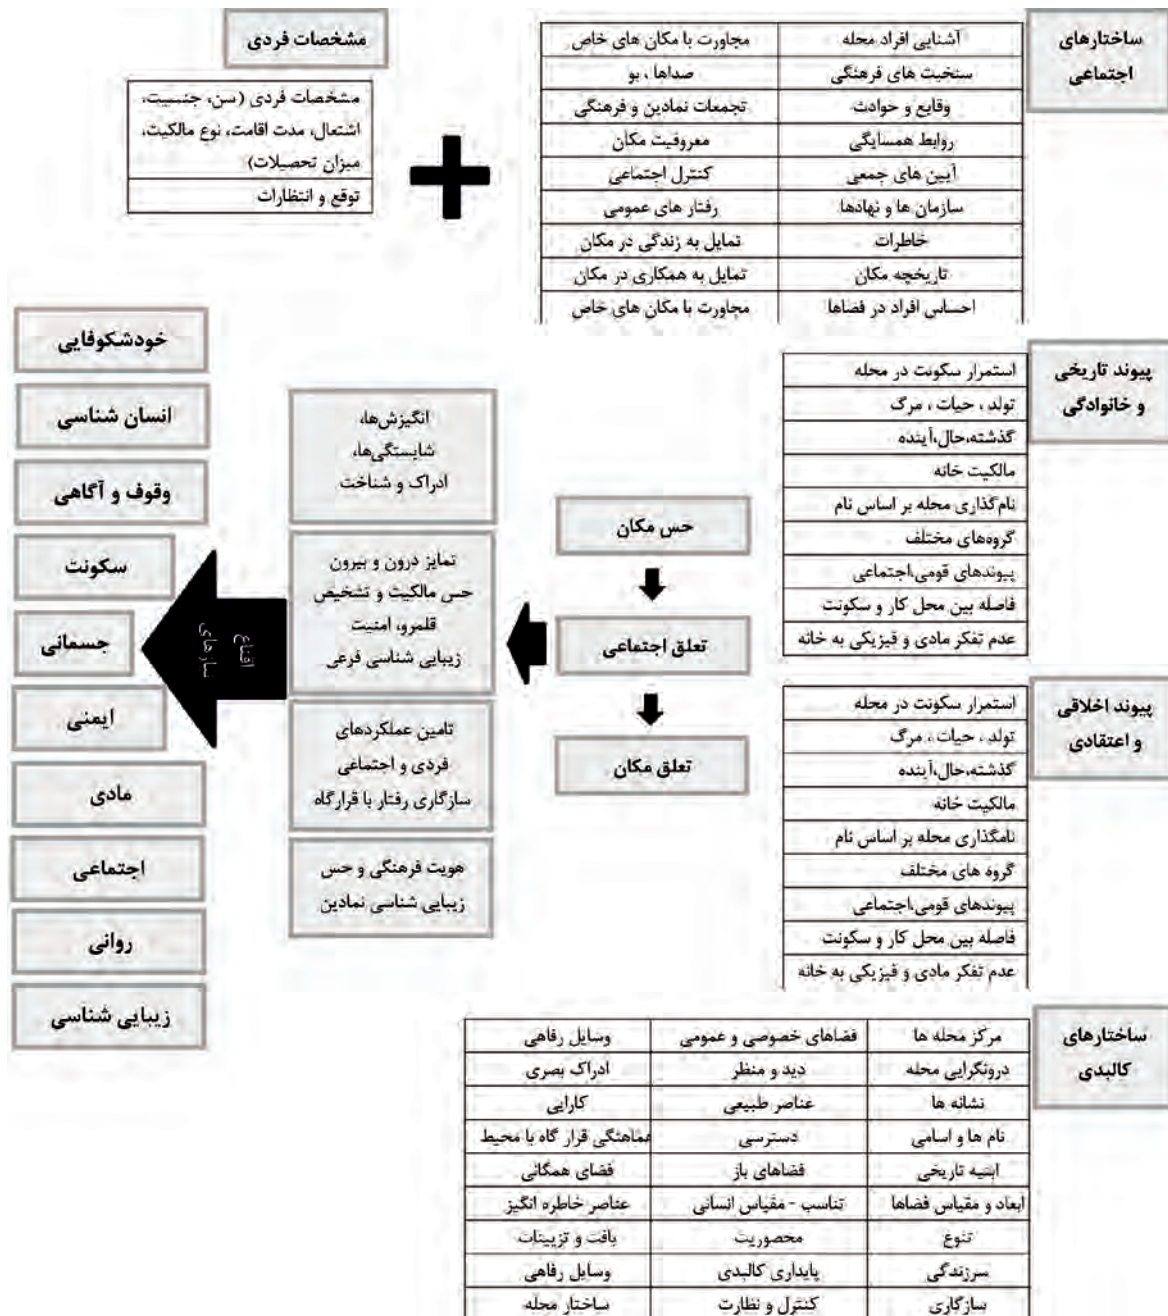 ساختارهای
اجتماعی
آشنایی افراد محله	مجاورت با مکان های خاص
سنخیت های فرهنگی	صداها ، بو
وقایع و حوادث	تجمعات نمادین و فرهنگی
روابط همسایگی	معروفیت مکان
آیین های جمعی	کنترل اجتماعی
سازمان ها و نهادها	رفتار های عمومی
خاطرات	تمایل به زندگی در مکان
تاریخچه مکان	تمایل به همکاری در مکان
احساس افراد در فضاها	مجاورت با مکان های خاص
مشخصات فردی
مشخصات فردی (سن، جنسیت،
اشتغال، مدت اقامت، نوع مالکیت،
میزان تحصیلات)
توقع و انتظارات
پیوند تاریخی
و خانوادگی
استمرار سکونت در محله
تولد ، حیات ، مرگ
گذشته،حال،آینده
مالکیت خانه
نام‌گذاری محله بر اساس نام
گروه‌های مختلف
پیوندهای قومی،اجتماعی
فاصله بین محل کار و سکونت
عدم تفکر مادی و فیزیکی به خانه
پیوند اخلاقی
و اعتقادی
استمرار سکونت در محله
تولد ، حیات ، مرگ
گذشته،حال،آینده
مالکیت خانه
نامگذاری محله بر اساس نام
گروه های مختلف
پیوندهای قومی،اجتماعی
فاصله بین محل کار و سکونت
عدم تفکر مادی و فیزیکی به خانه
ساختارهای
کالبدی
مرکز محله ها	فضاهای خصوصی و عمومی	وسایل رفاهی
درونگرایی محله	دید و منظر	ادراک بصری
نشانه ها	عناصر طبیعی	کارایی
نام ها و اسامی	دسترسی	هماهنگی قرار گاه با محیط
ابنیه تاریخی	فضاهای باز	فضای همگانی
ابعاد و مقیاس فضاها	تناسب - مقیاس انسانی	عناصر خاطره انگیز
تنوع	محصوریت	بافت و تزیینات
سرزندگی	پایداری کالبدی	وسایل رفاهی
سازگاری	کنترل و نظارت	ساختار محله
حس مکان
تعلق اجتماعی
تعلق مکان
انگیزش‌ها،
شایستگی‌ها،
ادراک و شناخت
تمایز درون و بیرون
حس مالکیت و تشخیص
قلمرو، امنیت
زیبایی شناسی فرعی
تامین عملکردهای
فردی و اجتماعی
سازگاری رفتار با قرارگاه
هویت فرهنگی و حس
زیبایی شناسی نمادین
اقناع
نیازهای
خودشکوفایی
انسان شناسی
وقوف و آگاهی
سکونت
جسمانی
ایمنی
مادی
اجتماعی
روانی
زیبایی شناسی